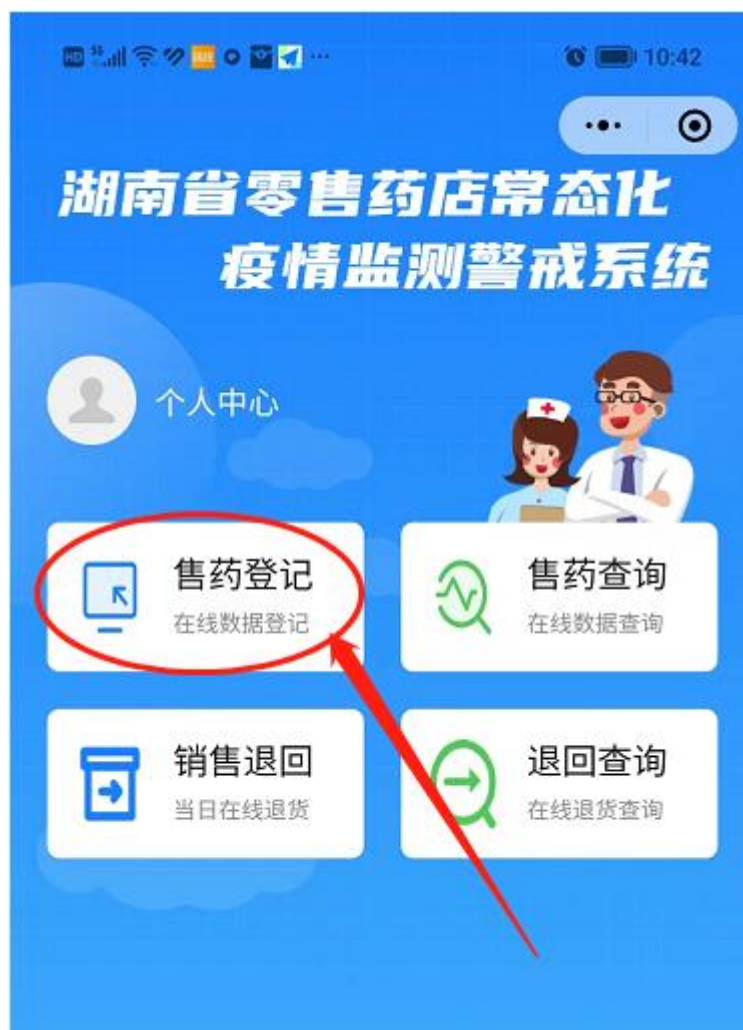 HD 10:42
湖南省零售药店常态化
疫情监测警戒系统
个人中心
售药登记
在线数据登记
售药查询
在线数据查询
销售退回
当日在线退货
退回查询
在线退货查询